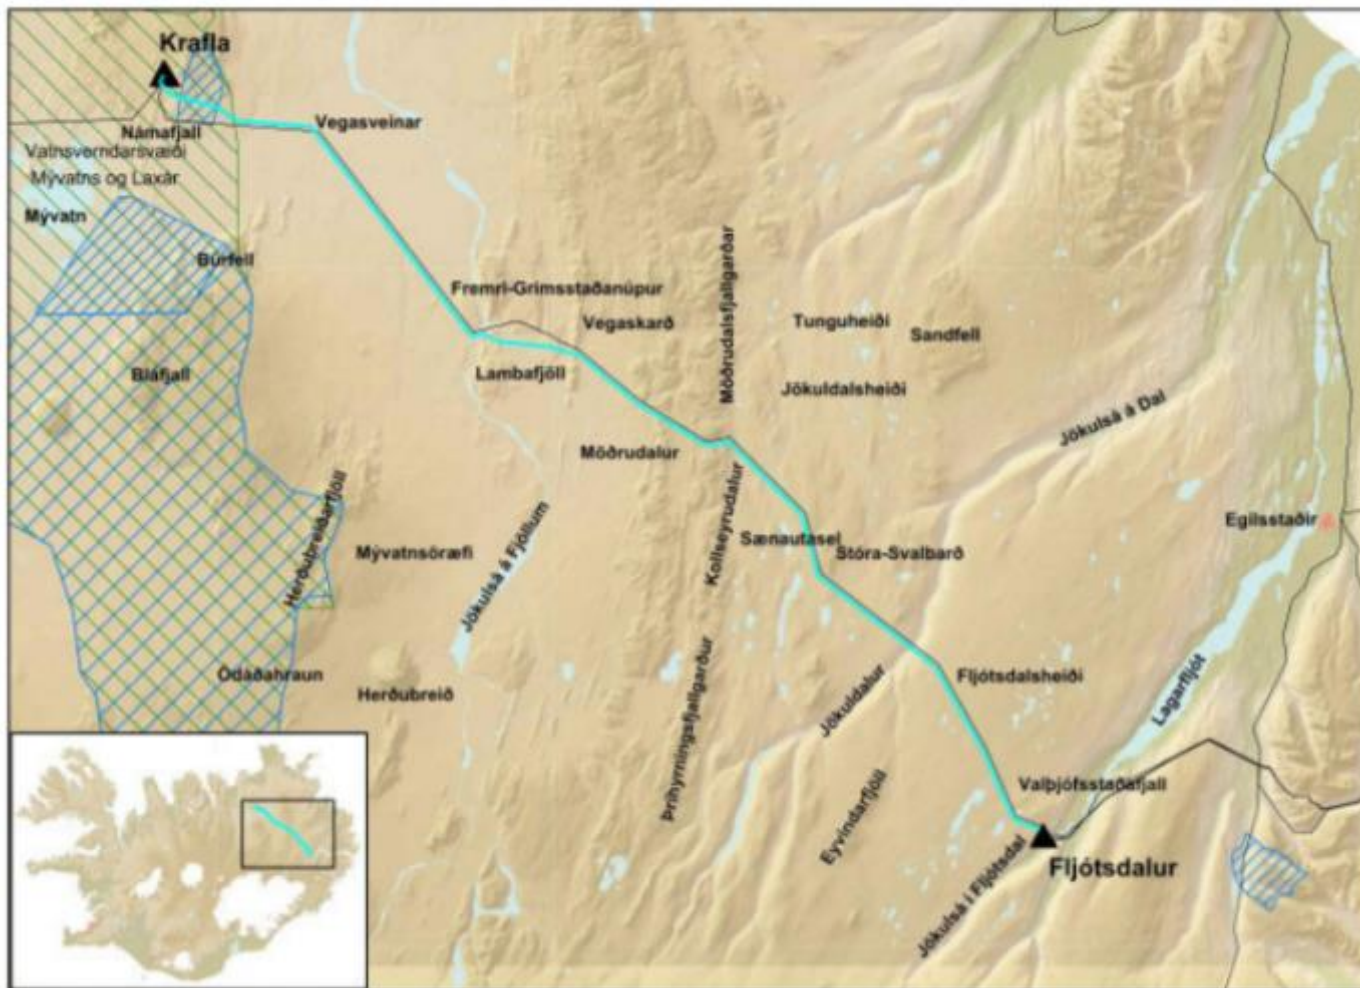 Krafla
Vegasveinar
Námafjall
Vatnsverndarsvæði
Mývatns og Laxár
Mývatn
Búrfell
Fremri-Grímsstaðanúpur
Vegaskarð
Möðrudalsfjallgarðar
Tunguheiði
Sandfell
Bláfjall
Lambafjöll
Jökuldalsheiði
Jökulsá á Dal
Möðrudalur
Herðubreiðarfjöll
Kollseyrudalur
Egilsstaðir
Mývatnsöræfi
Jökulsá á Fjöllum
Sænautasel
Stóra-Svalbarð
Ódáðahraun
Herðubreið
Þríhyrningsfjallgarður
Jökuldalur
Fljótsdalsheiði
Lagarfljót
Valþjófsstaðafjall
Eyvindarfjöll
Fljótsdalur
Jökulsá í Fljótsdal